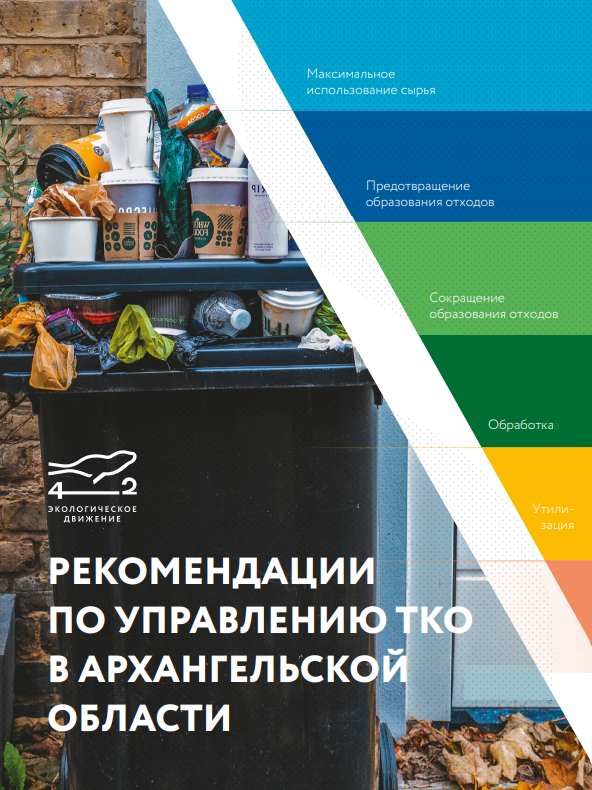 Максимальное
использование сырья
Предотвращение
образования отходов
Сокращение
образования отходов
Обработка
Утили-
зация
42
ЭКОЛОГИЧЕСКОЕ
ДВИЖЕНИЕ
РЕКОМЕНДАЦИИ
ПО УПРАВЛЕНИЮ ТКО
В АРХАНГЕЛЬСКОЙ
ОБЛАСТИ